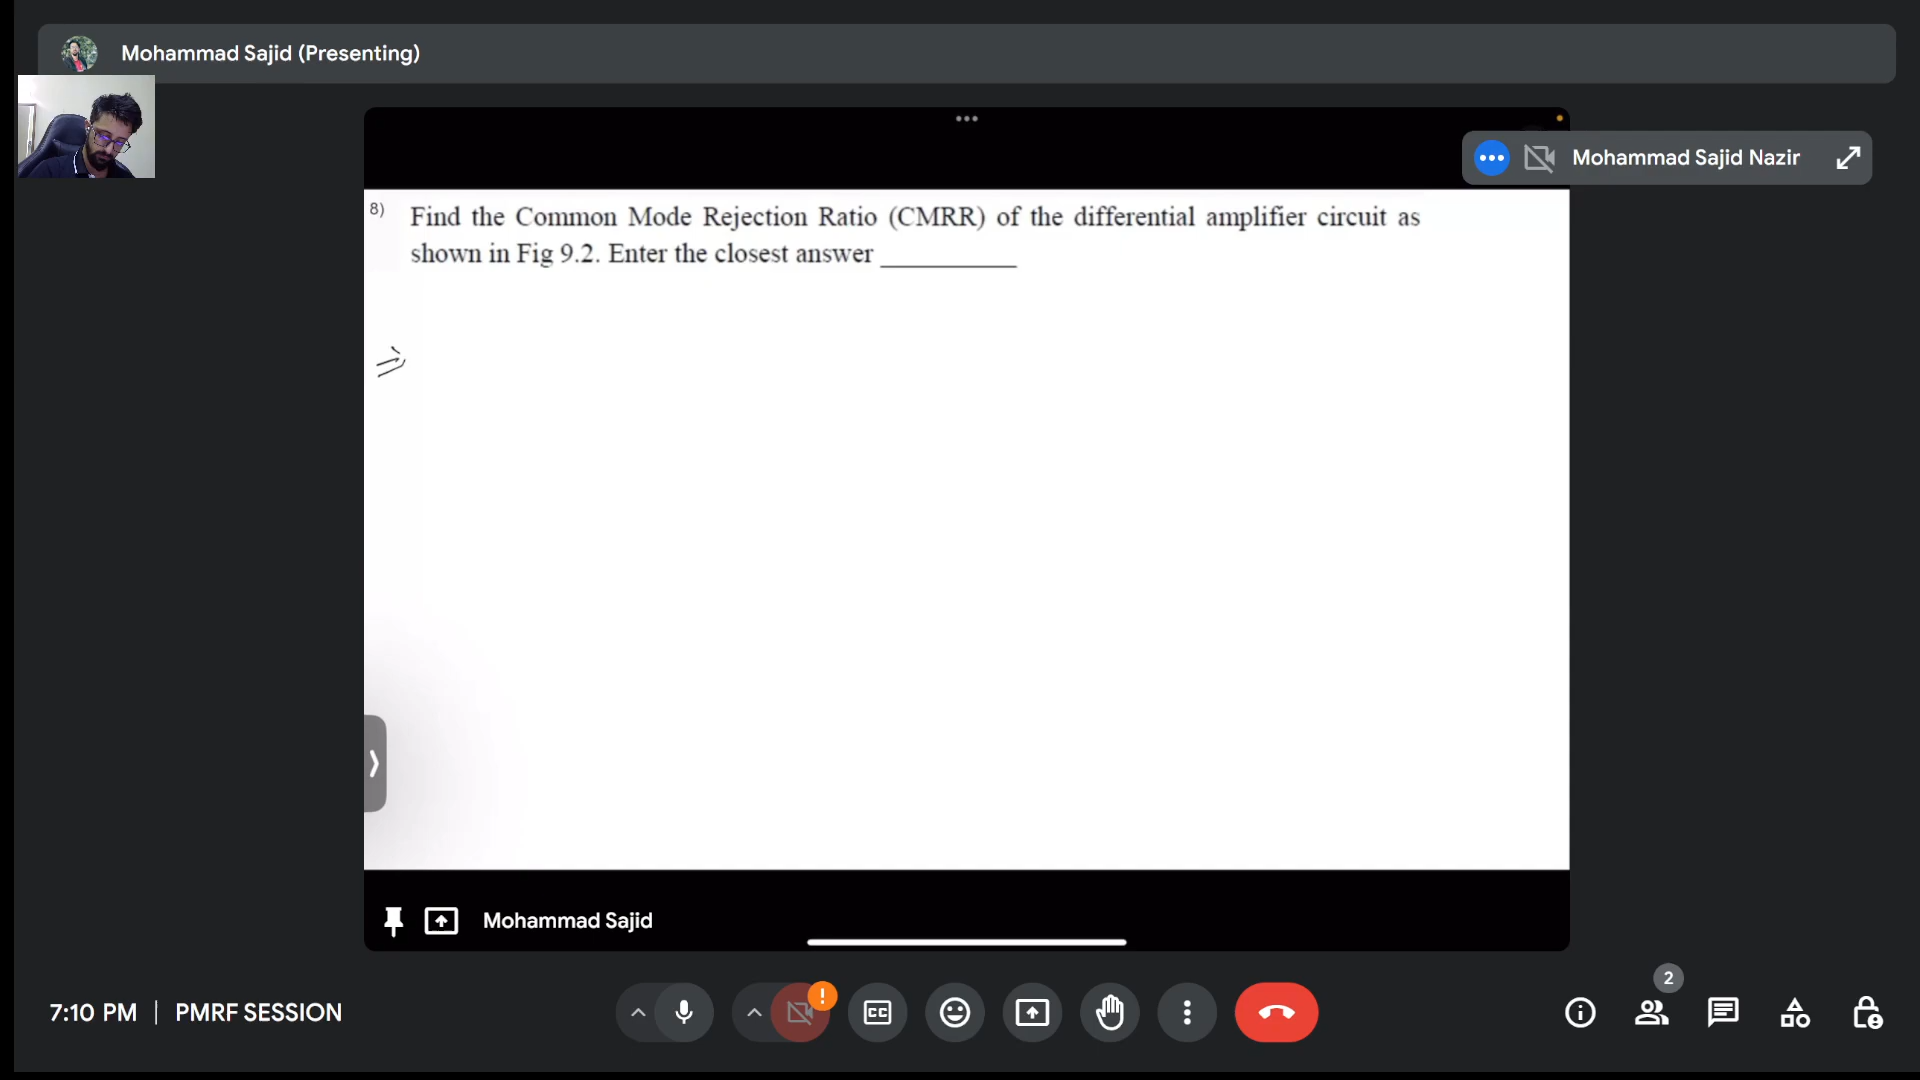 Mohammad Sajid (Presenting)
Mohammad Sajid Nazir
8) Find the Common Mode Rejection Ratio (CMRR) of the differential amplifier circuit as
shown in Fig 9.2. Enter the closest answer __________
⇒
Mohammad Sajid
2
7:10 PM | PMRF SESSION
!
CC